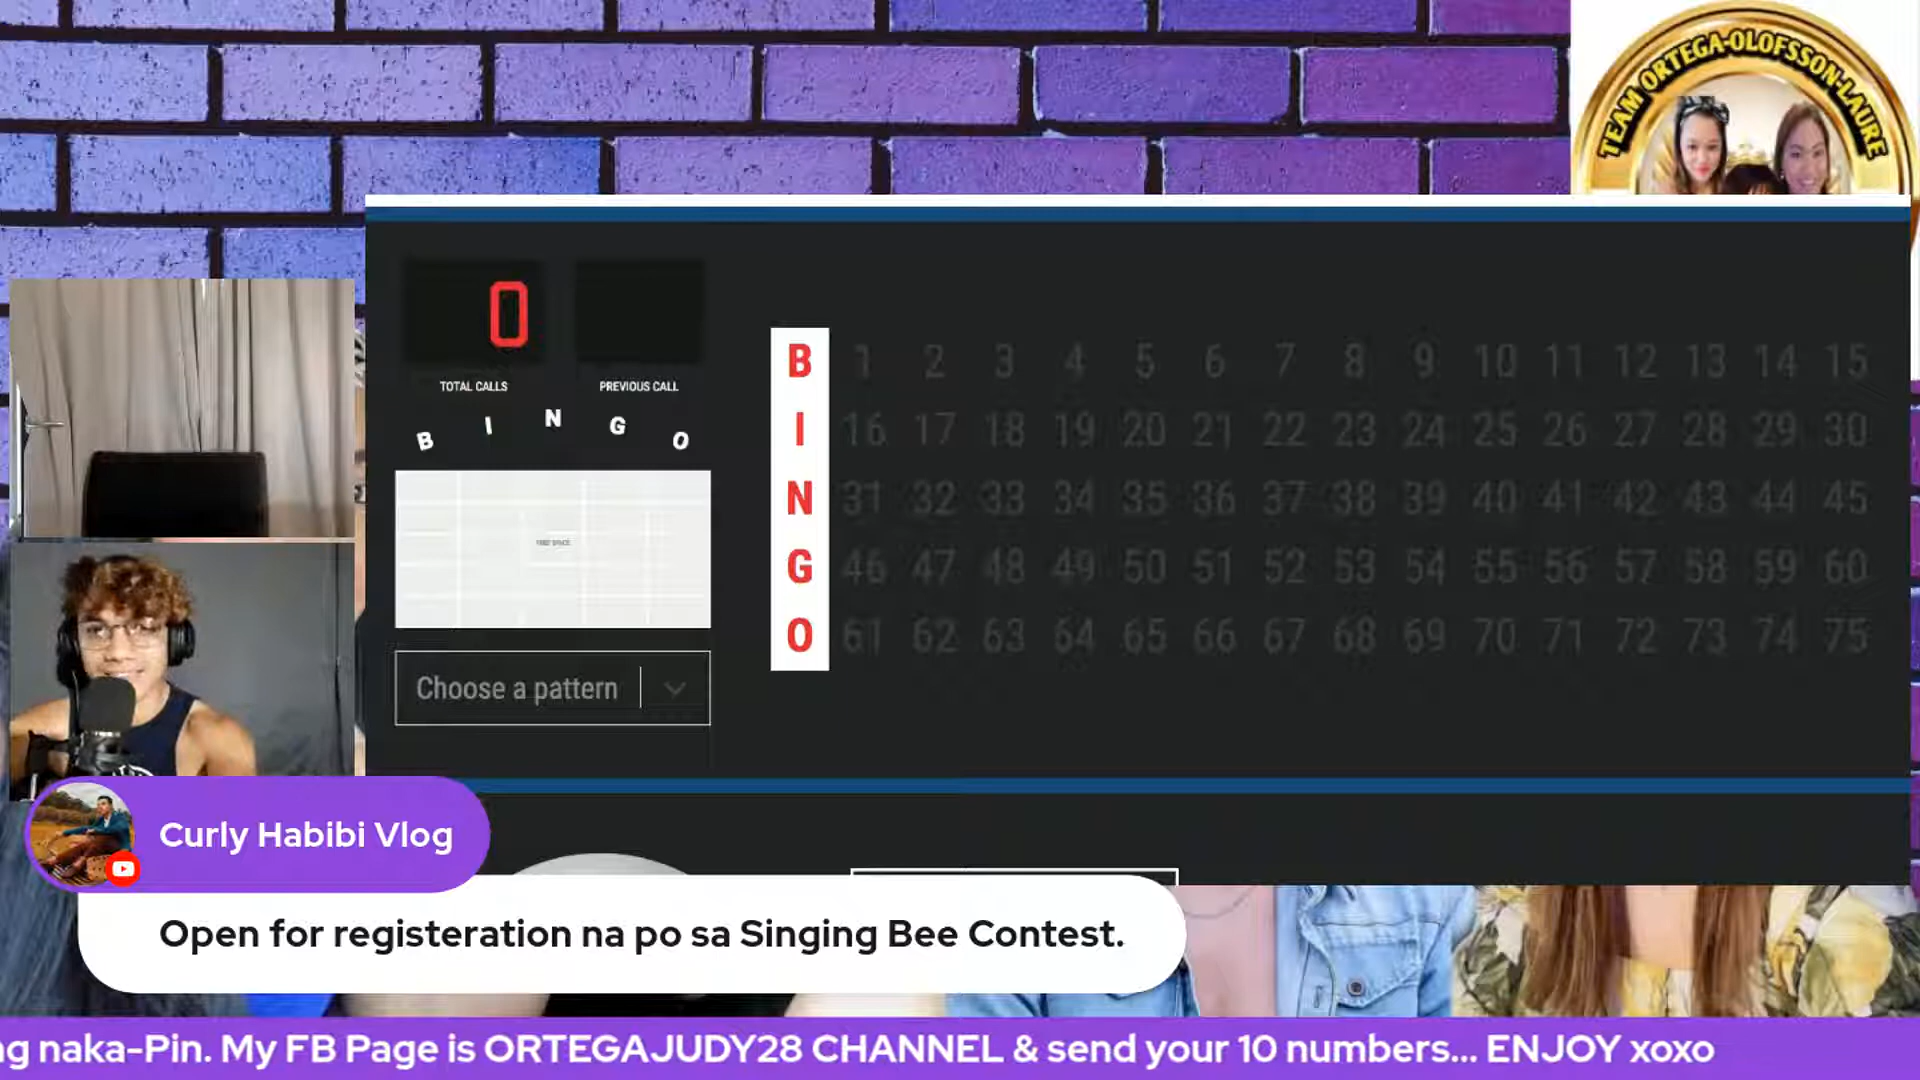 TEAM ORTEGA-OLOFSSON-LAURE
0
TOTAL CALLS
PREVIOUS CALL
B I N G O
FREE SPACE
Choose a pattern
B 1 2 3 4 5 6 7 8 9 10 11 12 13 14 15
I 16 17 18 19 20 21 22 23 24 25 26 27 28 29 30
N 31 32 33 34 35 36 37 38 39 40 41 42 43 44 45
G 46 47 48 49 50 51 52 53 54 55 56 57 58 59 60
O 61 62 63 64 65 66 67 68 69 70 71 72 73 74 75
Curly Habibi Vlog
Open for registeration na po sa Singing Bee Contest.
ng naka-Pin. My FB Page is ORTEGAJUDY28 CHANNEL & send your 10 numbers... ENJOY xoxo